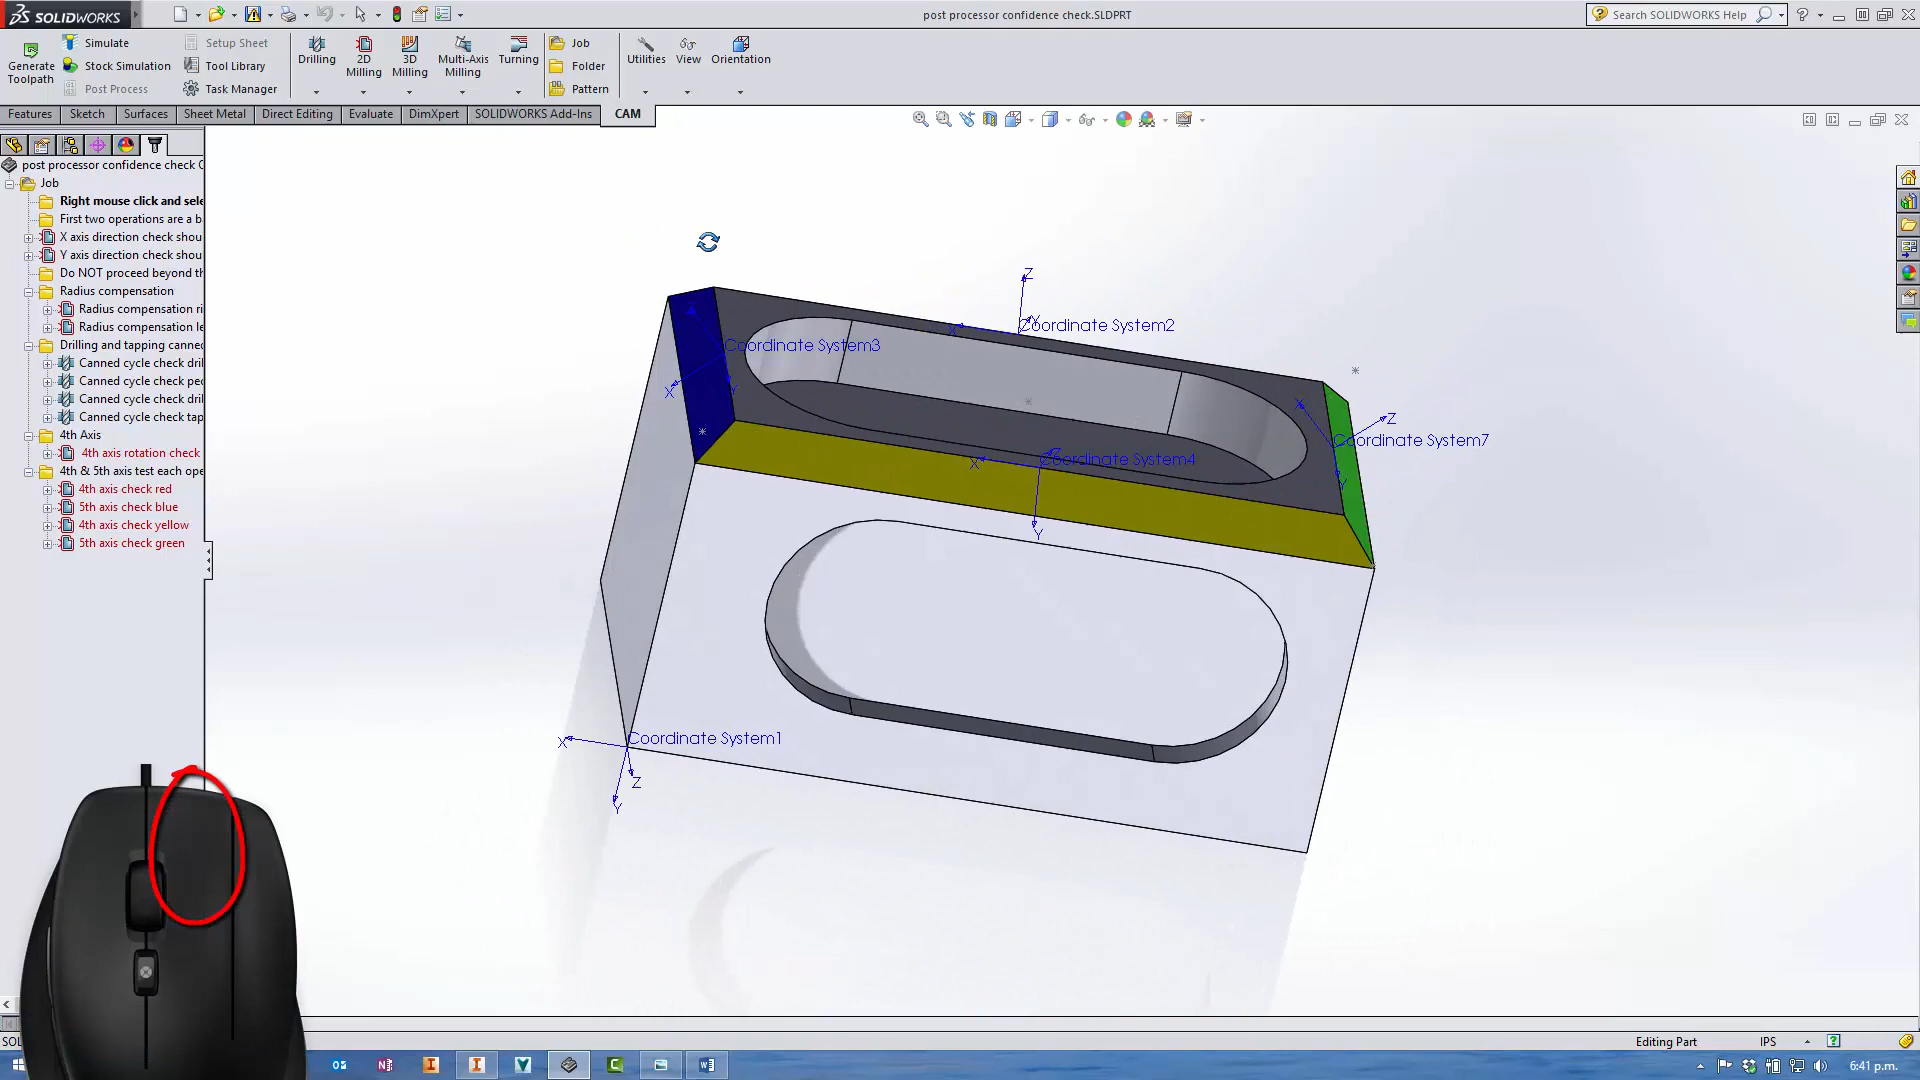 SOLIDWORKS
post processor confidence check.SLDPRT
Search SOLIDWORKS Help
Generate Toolpath
Simulate
Stock Simulation
Post Process
Setup Sheet
Tool Library
Task Manager
Drilling
2D Milling
3D Milling
Multi-Axis Milling
Turning
Job
Folder
Pattern
Utilities
View
Orientation
Features
Sketch
Surfaces
Sheet Metal
Direct Editing
Evaluate
DimXpert
SOLIDWORKS Add-Ins
CAM
post processor confidence check
Job
Right mouse click and sele
First two operations are a b
X axis direction check shou
Y axis direction check shou
Do NOT proceed beyond th
Radius compensation
Radius compensation ri
Radius compensation le
Drilling and tapping canned
Canned cycle check dri
Canned cycle check pec
Canned cycle check dri
Canned cycle check tap
4th Axis
4th axis rotation check
4th & 5th axis test each ope
4th axis check red
5th axis check blue
4th axis check yellow
5th axis check green
Z
Y
X
Coordinate System2
Z
Coordinate System3
X
Y
X
Z
Coordinate System7
Y
X
Coordinate System4
Y
Coordinate System1
X
Z
Y
SOL
Editing Part
IPS
6:41 p.m.